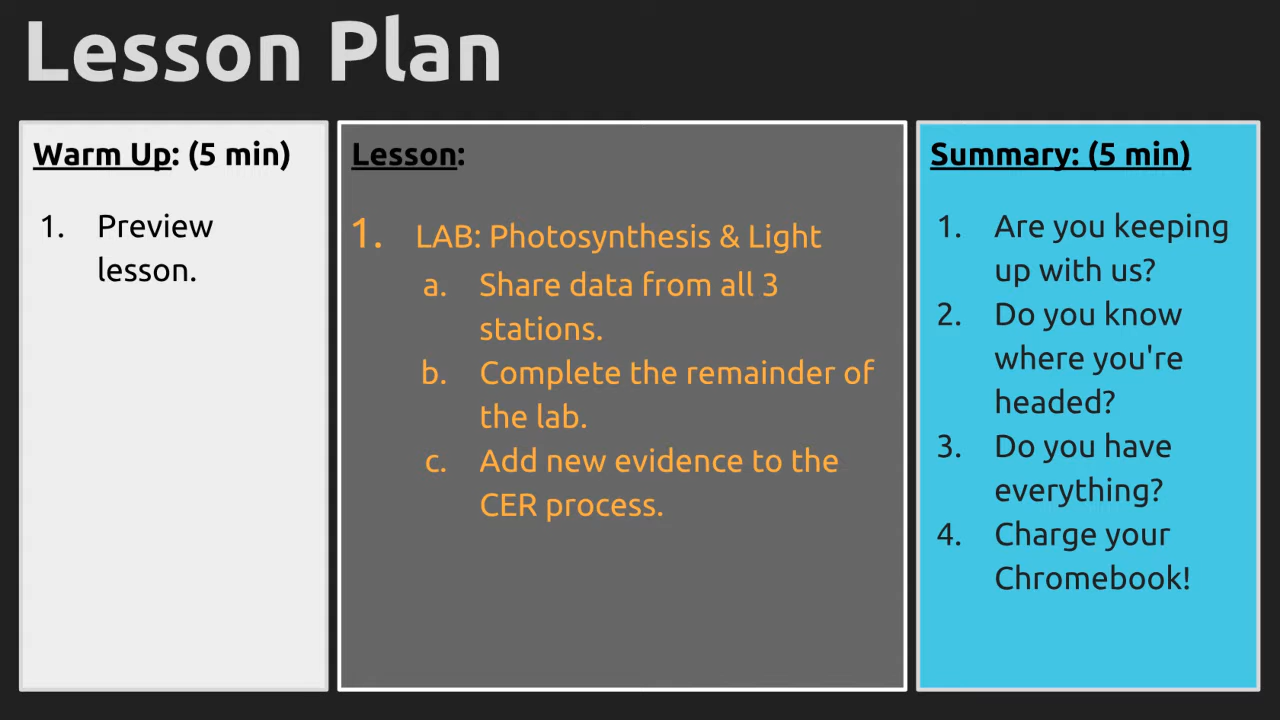 Lesson Plan
Warm Up: (5 min)
1. Preview
lesson.
Lesson:
1. LAB: Photosynthesis & Light
a. Share data from all 3
stations.
b. Complete the remainder of
the lab.
c. Add new evidence to the
CER process.
Summary: (5 min)
1. Are you keeping
up with us?
2. Do you know
where you're
headed?
3. Do you have
everything?
4. Charge your
Chromebook!